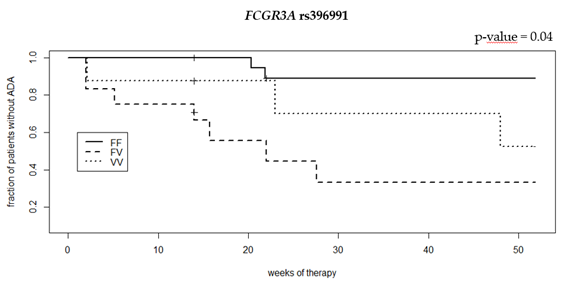 FCGR3A rs396991
p-value = 0.04
fraction of patients without ADA
1.0
0.8
0.6
0.4
0.2
FF
FV
VV
0 10 20 30 40 50
weeks of therapy